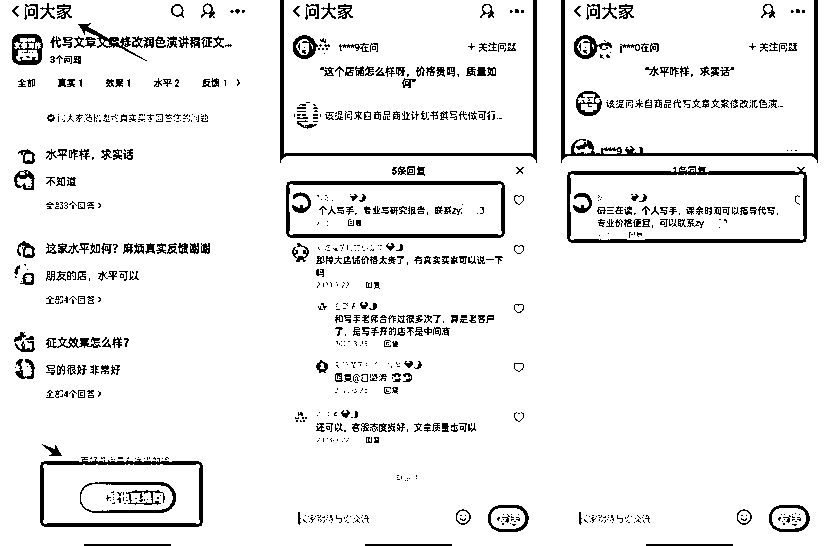 问大家
代写文章文案修改润色演讲稿征文...
3个问题
全部 真实 1 效果 1 水平 2 反馈 1
水平咋样，求实话
不知道
全部3个回答
这家水平如何？麻烦真实反馈谢谢
朋友的店，水平可以
全部4个回答
征文效果怎么样？
写的很好 非常好
全部4个回答
问大家
t***9在问
+ 关注问题
“这个店铺怎么样呀，价格贵吗，质量如
何”
该提问来自商品商业计划书撰写代做可行...
5条回复
个人写手，专业写研究报告，联系zy
回复
那种大店铺价格太贵了，有真实买家可以说一下
吗
回复
和写手老师合作过很多次了，算是老客户
了，是写手开的店不是中间商
回复
回复
还可以，客服态度挺好，文章质量也可以
回复
问大家
j***0在问
+ 关注问题
“水平咋样，求实话”
该提问来自商品代写文章文案修改润色演...
1条回复
研三在读，个人写手，课余时间可以指导代写，
专业价格便宜，可以联系zy
回复